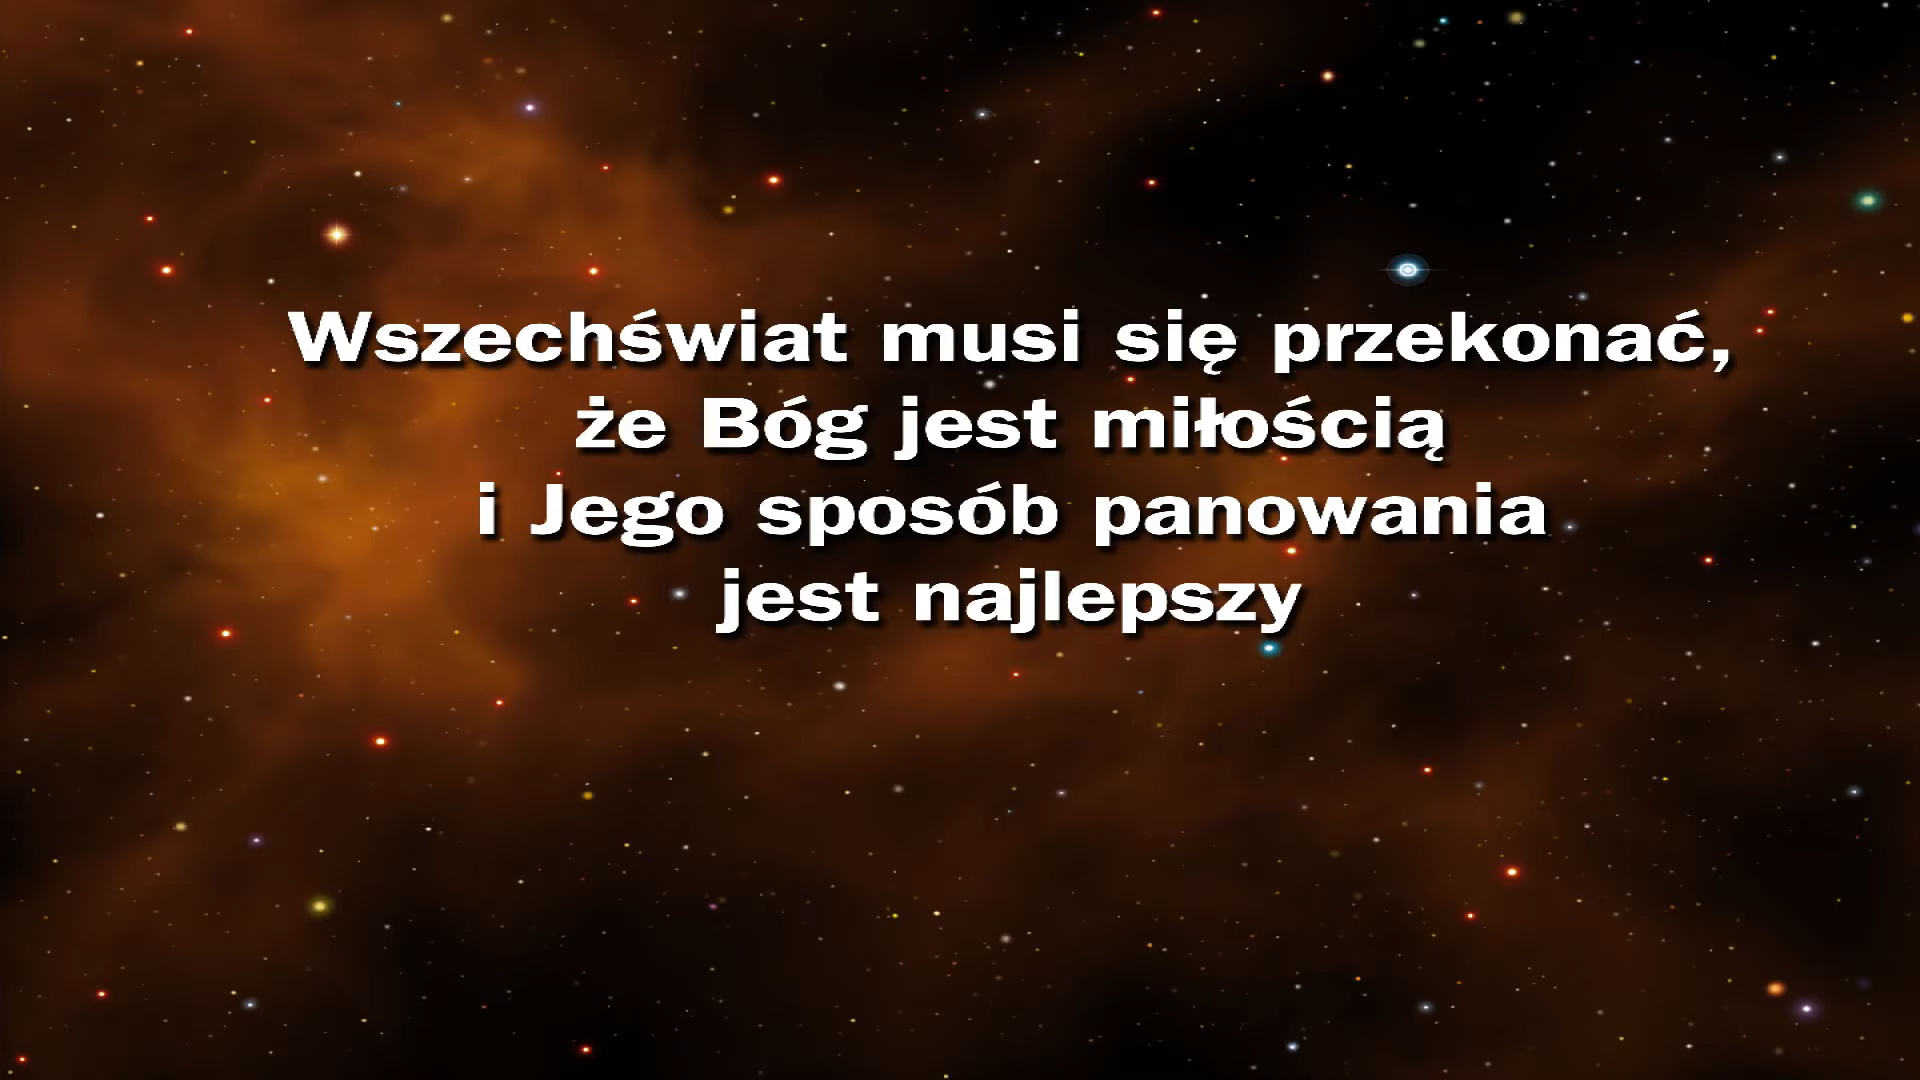 Wszechświat musi się przekonać,
że Bóg jest miłością
i Jego sposób panowania
jest najlepszy